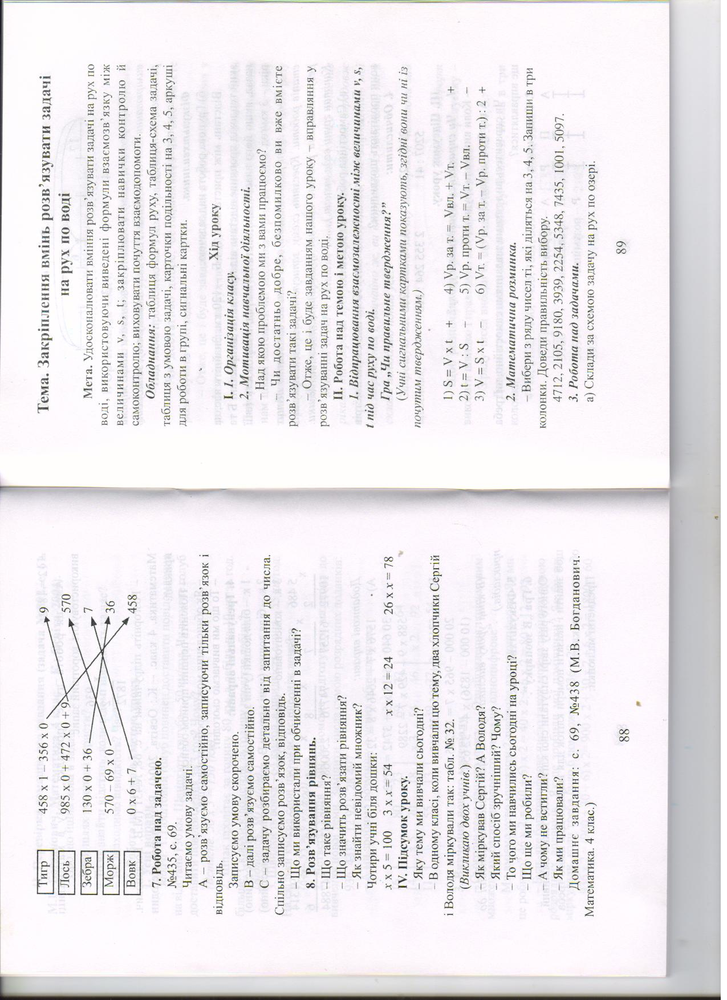 Тигр 458 x 1 – 356 x 0 9
Лось 985 x 0 + 472 x 0 + 9 570
Зебра 130 x 0 + 36 7
Морж 570 – 69 x 0 36
Вовк 0 x 6 + 7 458
7. Робота над задачею.
№435, с. 69.
Читаємо умову задачі.
А – розв’язуємо самостійно, записуючи тільки розв’язок і
відповідь.
Записуємо умову скорочено.
В – далі розв’язуємо самостійно.
С – задачу розбираємо детально від запитання до числа.
Спільно записуємо розв’язок, відповідь.
– Що ми використали при обчисленні в задачі?
8. Розв’язування рівнянь.
– Що таке рівняння?
– Що значить розв’язати рівняння?
– Як знайти невідомий множник?
Чотири учні біля дошки:
x x 5 = 100 3 x x = 54 x x 12 = 24 26 x x = 78
IV. Підсумок уроку.
– Яку тему ми вивчали сьогодні?
– В одному класі, коли вивчали цю тему, два хлопчики Сергій
і Володя міркували так: табл. № 32.
(Викликаю двох учнів.)
– Як міркував Сергій? А Володя?
– Який спосіб зручніший? Чому?
– То чого ми навчились сьогодні на уроці?
– Що ще ми робили?
– А чому не встигли?
– Як ми працювали?
Домашнє завдання: с. 69, №438 (М.В. Богданович.
Математика. 4 клас.)
88
Тема. Закріплення вмінь розв’язувати задачі
на рух по воді
Мета. Удосконалювати вміння розв’язувати задачі на рух по
воді, використовуючи виведені формули взаємозв’язку між
величинами v, s, t; закріплювати навички контролю й
самоконтролю; виховувати почуття взаємодопомоги.
Обладнання: таблиця формул руху, таблиця-схема задачі,
таблиця з умовою задачі, карточки подільності на 3, 4, 5, аркуші
для роботи в групі, сигнальні картки.
Хід уроку
І. 1. Організація класу.
2. Мотивація навчальної діяльності.
– Над якою проблемою ми з вами працюємо?
– Чи достатньо добре, безпомилково ви вже вмієте
розв’язувати такі задачі?
– Отже, це і буде завданням нашого уроку – вправляння у
розв’язуванні задач на рух по воді.
ІІ. Робота над темою і метою уроку.
1. Відпрацювання взаємозалежності між величинами v, s,
t під час руху по воді.
Гра „Чи правильне твердження?”
(Учні сигнальними картками показують, згідні вони чи ні із
почутим твердженням.)
1) S = V x t + 4) Vр. за т. = Vвл. + Vт. +
2) t = V : S – 5) Vр. проти т. = Vт. – Vвл. –
3) V = S x t – 6) Vт. = (Vр. за т. – Vр. проти т.) : 2 +
2. Математична розминка.
– Вибери з ряду чисел ті, які діляться на 3, 4, 5. Запиши в три
колонки. Доведи правильність вибору.
4712, 2105, 9180, 3939, 2254, 5348, 7435, 1001, 5097.
3. Робота над задачами.
а) Склади за схемою задачу на рух по озері.
89